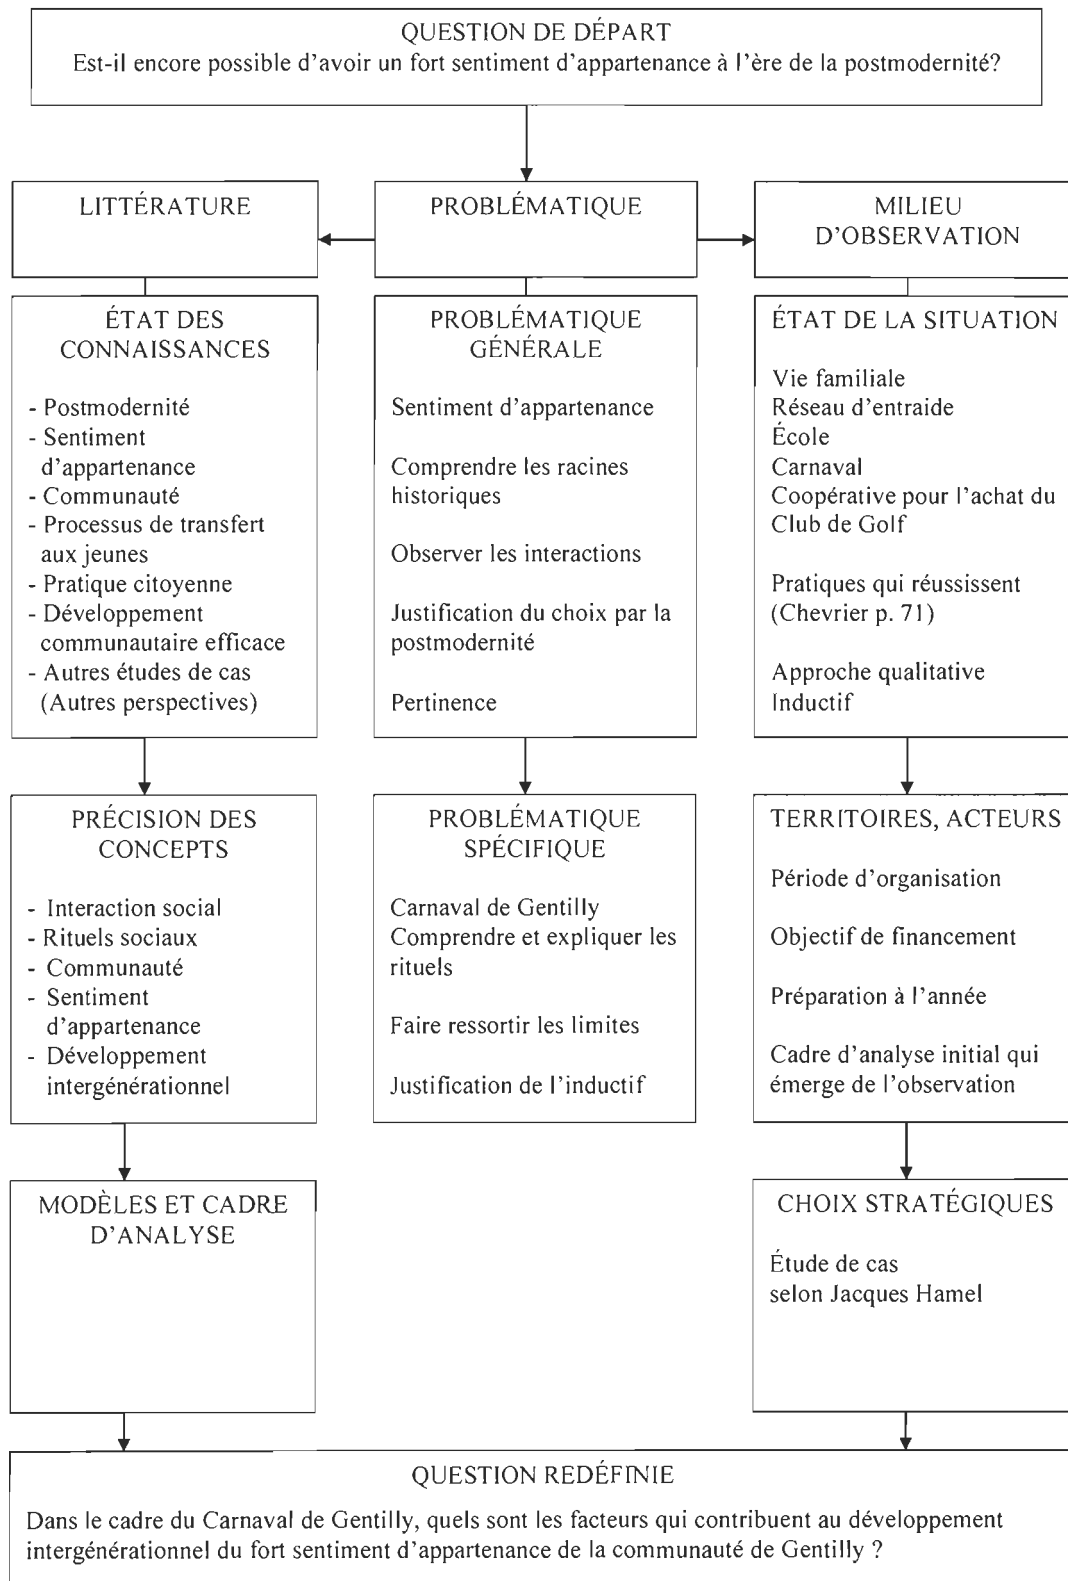 QUESTION DE DÉPART
Est-il encore possible d'avoir un fort sentiment d'appartenance à l'ère de la postmodernité?
LITTÉRATURE
PROBLÉMATIQUE
MILIEU
D'OBSERVATION
ÉTAT DES
CONNAISSANCES
- Postmodernité
- Sentiment
d'appartenance
- Communauté
- Processus de transfert
aux jeunes
- Pratique citoyenne
- Développement
communautaire efficace
- Autres études de cas
(Autres perspectives)
PROBLÉMATIQUE
GÉNÉRALE
Sentiment d'appartenance
Comprendre les racines
historiques
Observer les interactions
Justification du choix par la
postmodernité
Pertinence
ÉTAT DE LA SITUATION
Vie familiale
Réseau d'entraide
École
Carnaval
Coopérative pour l'achat du
Club de Golf
Pratiques qui réussissent
(Chevrier p. 71)
Approche qualitative
Inductif
PRÉCISION DES
CONCEPTS
- Interaction social
- Rituels sociaux
- Communauté
- Sentiment
d'appartenance
- Développement
intergénérationnel
PROBLÉMATIQUE
SPÉCIFIQUE
Carnaval de Gentilly
Comprendre et expliquer les
rituels
Faire ressortir les limites
Justification de l'inductif
TERRITOIRES, ACTEURS
Période d'organisation
Objectif de financement
Préparation à l'année
Cadre d'analyse initial qui
émerge de l'observation
MODÈLES ET CADRE
D'ANALYSE
CHOIX STRATÉGIQUES
Étude de cas
selon Jacques Hamel
QUESTION REDÉFINIE
Dans le cadre du Carnaval de Gentilly, quels sont les facteurs qui contribuent au développement
intergénérationnel du fort sentiment d'appartenance de la communauté de Gentilly ?